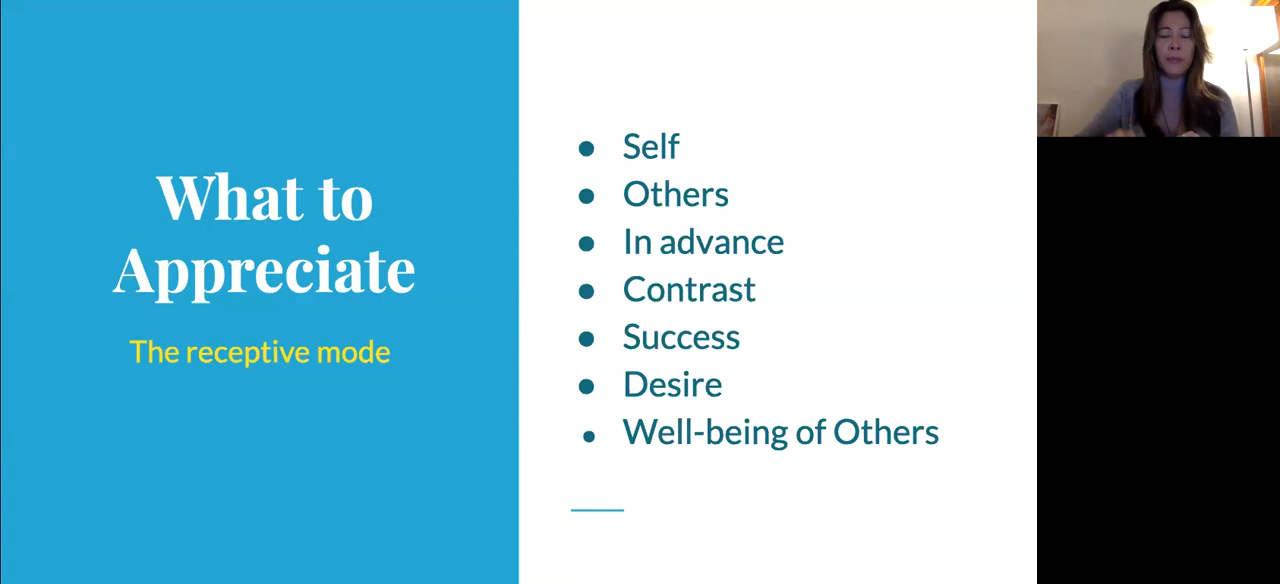 What to
Appreciate
The receptive mode
● Self
● Others
● In advance
● Contrast
● Success
● Desire
● Well-being of Others